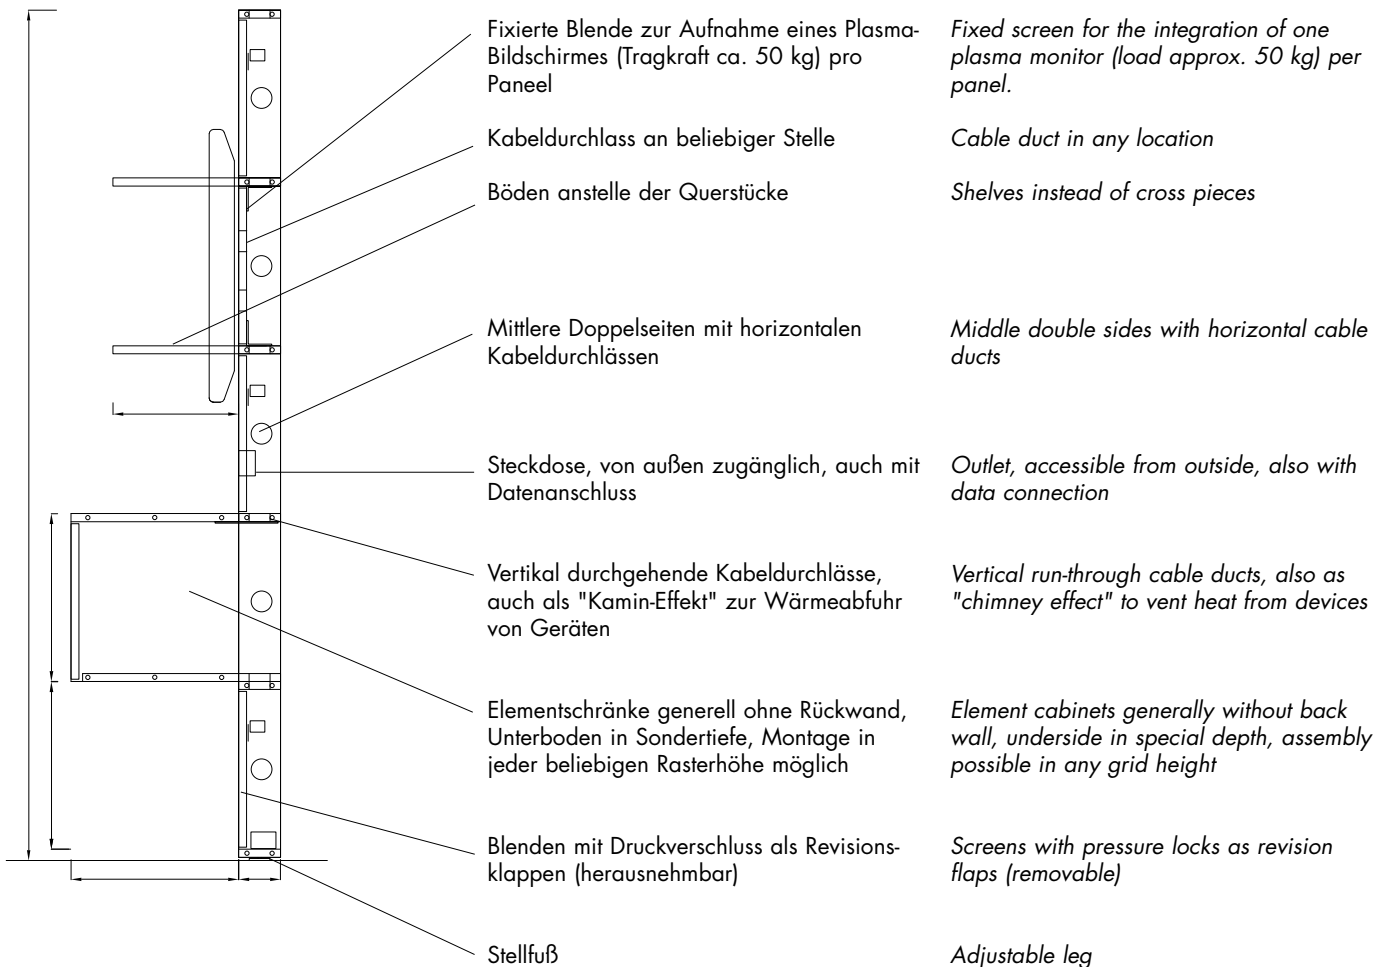 Fixierte Blende zur Aufnahme eines Plasma-
Bildschirmes (Tragkraft ca. 50 kg) pro
Paneel
Fixed screen for the integration of one
plasma monitor (load approx. 50 kg) per
panel.
Kabeldurchlass an beliebiger Stelle
Cable duct in any location
Böden anstelle der Querstücke
Shelves instead of cross pieces
Mittlere Doppelseiten mit horizontalen
Kabeldurchlässen
Middle double sides with horizontal cable
ducts
Steckdose, von außen zugänglich, auch mit
Datenanschluss
Outlet, accessible from outside, also with
data connection
Vertikal durchgehende Kabeldurchlässe,
auch als "Kamin-Effekt" zur Wärmeabfuhr
von Geräten
Vertical run-through cable ducts, also as
"chimney effect" to vent heat from devices
Elementschränke generell ohne Rückwand,
Unterboden in Sondertiefe, Montage in
jeder beliebigen Rasterhöhe möglich
Element cabinets generally without back
wall, underside in special depth, assembly
possible in any grid height
Blenden mit Druckverschluss als Revisions-
klappen (herausnehmbar)
Screens with pressure locks as revision
flaps (removable)
Stellfuß
Adjustable leg